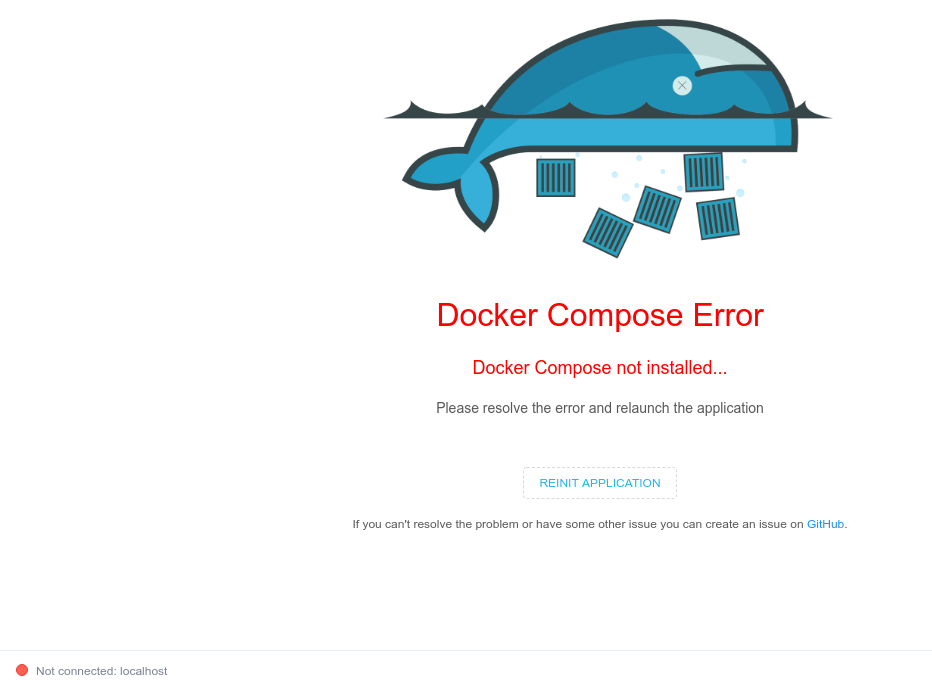 Docker Compose Error
Docker Compose not installed...
Please resolve the error and relaunch the application
REINIT APPLICATION
If you can't resolve the problem or have some other issue you can create an issue on GitHub.
Not connected: localhost